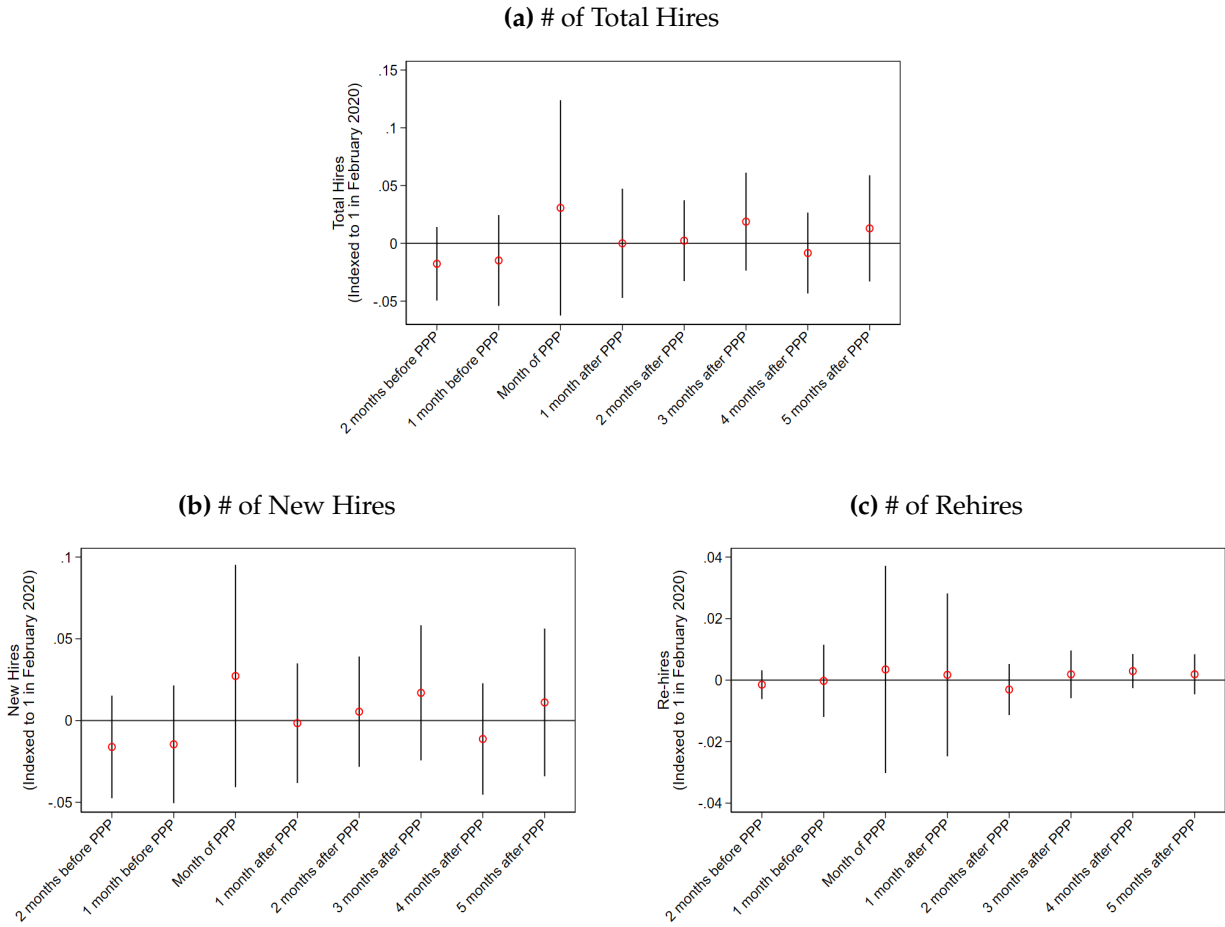 (a) # of Total Hires
Total Hires
(Indexed to 1 in February 2020)
.15
.1
.05
0
-.05
2 months before PPP
1 month before PPP
Month of PPP
1 month after PPP
2 months after PPP
3 months after PPP
4 months after PPP
5 months after PPP
(b) # of New Hires
New Hires
(Indexed to 1 in February 2020)
.1
.05
0
-.05
2 months before PPP
1 month before PPP
Month of PPP
1 month after PPP
2 months after PPP
3 months after PPP
4 months after PPP
5 months after PPP
(c) # of Rehires
Re-hires
(Indexed to 1 in February 2020)
.04
.02
0
-.02
-.04
2 months before PPP
1 month before PPP
Month of PPP
1 month after PPP
2 months after PPP
3 months after PPP
4 months after PPP
5 months after PPP